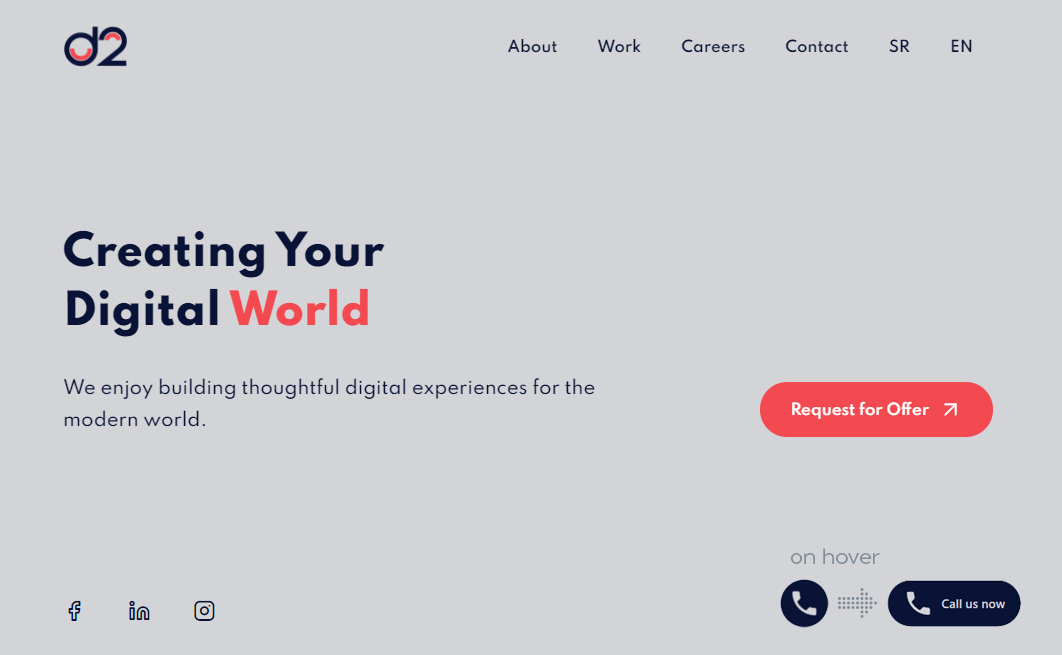 d2
About Work Careers Contact SR EN
Creating Your
Digital World
We enjoy building thoughtful digital experiences for the
modern world.
Request for Offer
on hover
Call us now